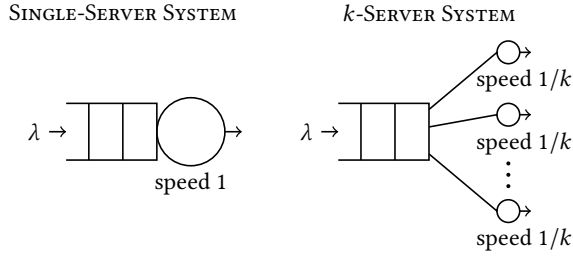 SINGLE-SERVER SYSTEM
λ
speed 1
k-SERVER SYSTEM
λ
speed 1/k
speed 1/k
speed 1/k